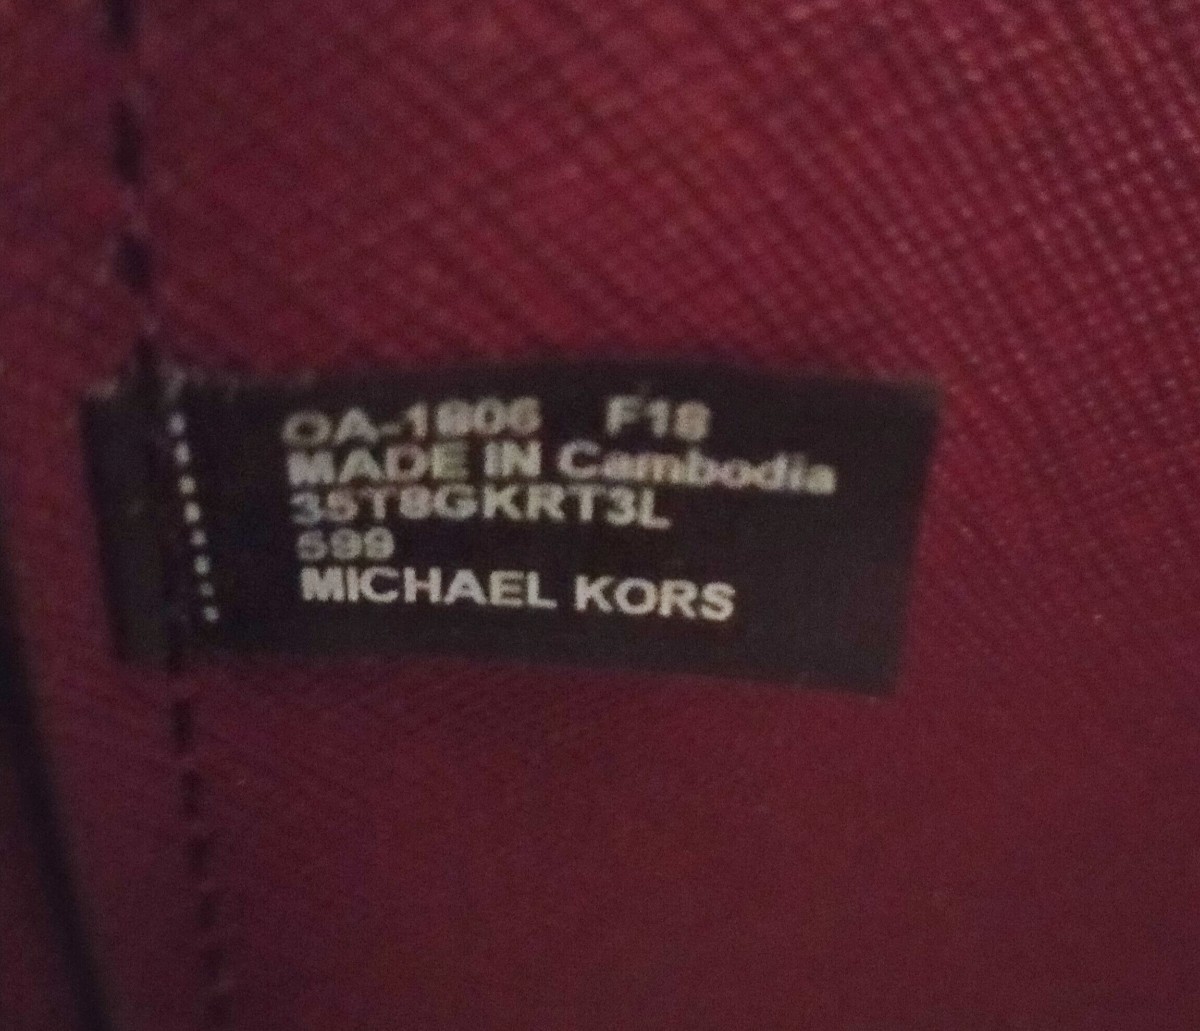 OA-1806 F18
MADE IN Cambodia
35T8GKRT3L
599
MICHAEL KORS